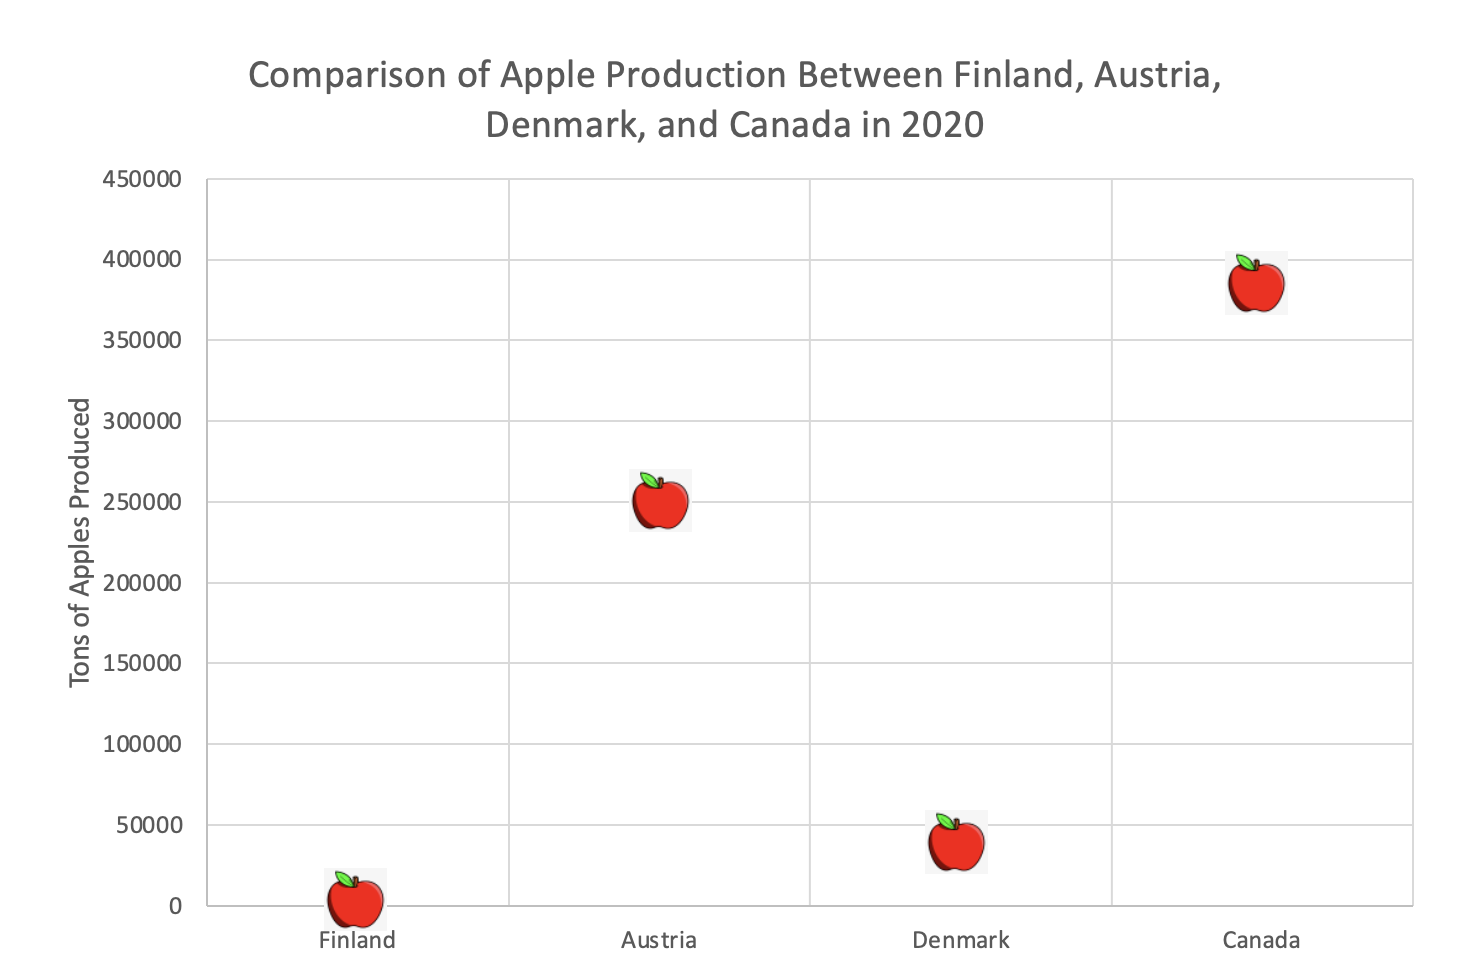 Comparison of Apple Production Between Finland, Austria,
Denmark, and Canada in 2020
Tons of Apples Produced
450000
400000
350000
300000
250000
200000
150000
100000
50000
0
Finland Austria Denmark Canada